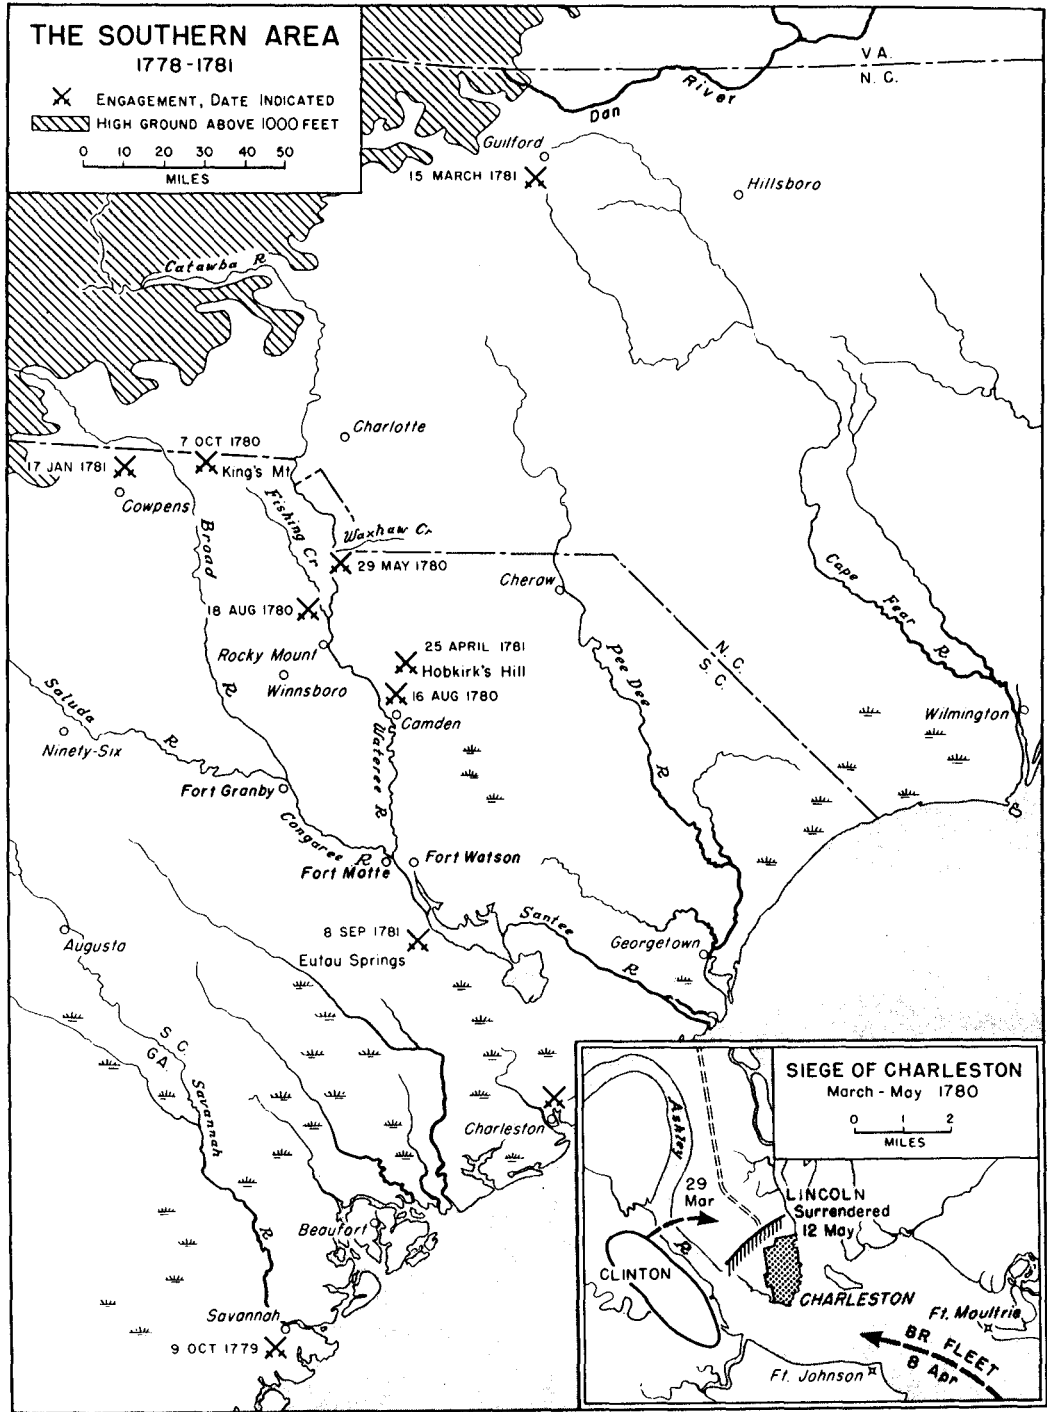 THE SOUTHERN AREA
1778-1781
ENGAGEMENT, DATE INDICATED
HIGH GROUND ABOVE 1000 FEET
0 10 20 30 40 50
MILES
VA.
N.C.
Dan River
Guilford
15 MARCH 1781
Hillsboro
Catawba R
Charlotte
7 OCT 1780
King's Mt
17 JAN 1781
Cowpens
Broad R
Fishing Cr
Waxhaw Cr
29 MAY 1780
Cheraw
Cape Fear R
18 AUG 1780
Rocky Mount
Winnsboro
25 APRIL 1781
Hobkirk's Hill
16 AUG 1780
Camden
Wateree R
Pee Dee R
N.C.
S.C.
Wilmington
Saluda R
Ninety-Six
Fort Granby
Congaree R
Fort Motte
Fort Watson
Santee R
Georgetown
8 SEP 1781
Eutau Springs
Augusta
S.C.
GA.
Savannah R
Charleston
Beaufort
Savannah
9 OCT 1779
SIEGE OF CHARLESTON
March-May 1780
0 1 2
MILES
Ashley R
29
Mar
LINCOLN
Surrendered
12 May
CLINTON
CHARLESTON
Ft. Moultrie
BR FLEET
8 Apr
Ft. Johnson